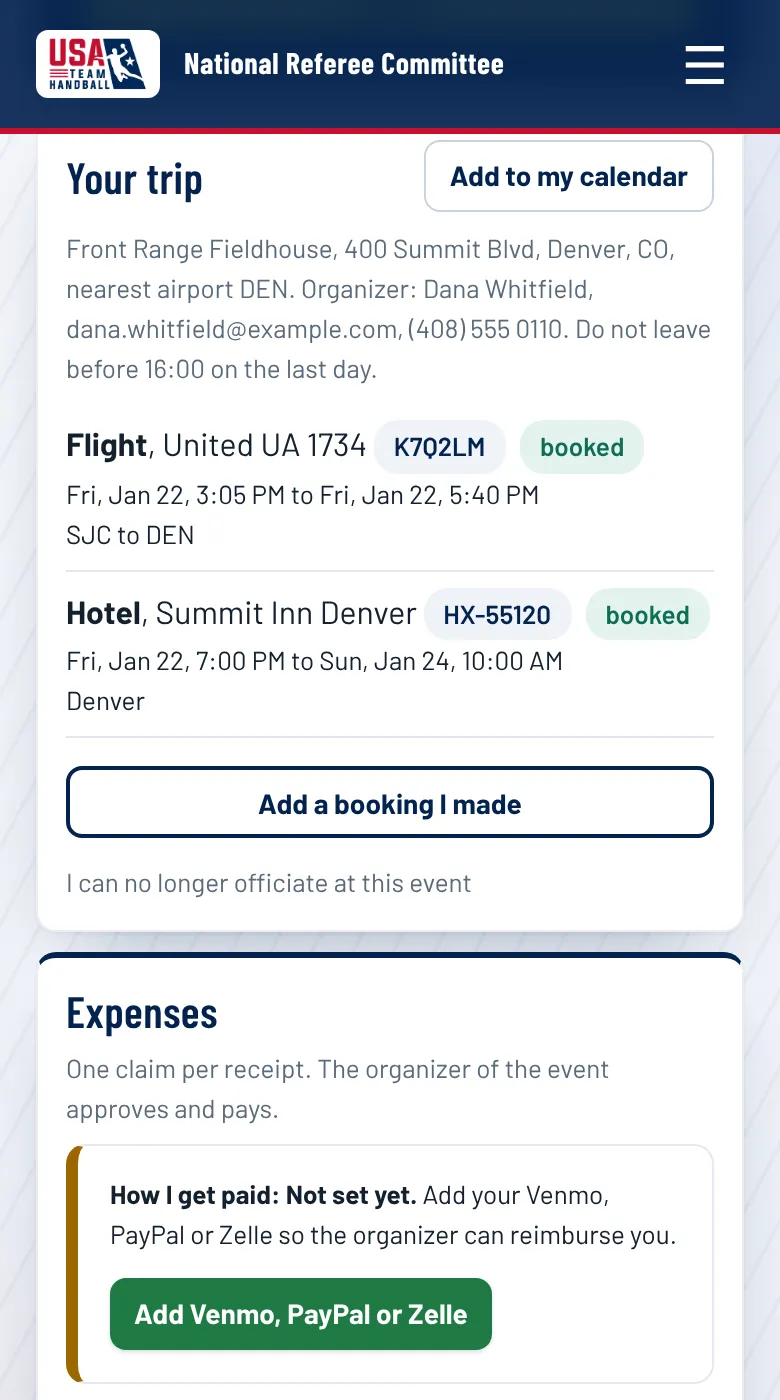 USA
TEAM
HANDBALL
National Referee Committee
Your trip
Add to my calendar
Front Range Fieldhouse, 400 Summit Blvd, Denver, CO,
nearest airport DEN. Organizer: Dana Whitfield,
dana.whitfield@example.com, (408) 555 0110. Do not leave
before 16:00 on the last day.
Flight, United UA 1734 K7Q2LM booked
Fri, Jan 22, 3:05 PM to Fri, Jan 22, 5:40 PM
SJC to DEN
Hotel, Summit Inn Denver HX-55120 booked
Fri, Jan 22, 7:00 PM to Sun, Jan 24, 10:00 AM
Denver
Add a booking I made
I can no longer officiate at this event
Expenses
One claim per receipt. The organizer of the event
approves and pays.
How I get paid: Not set yet. Add your Venmo,
PayPal or Zelle so the organizer can reimburse you.
Add Venmo, PayPal or Zelle